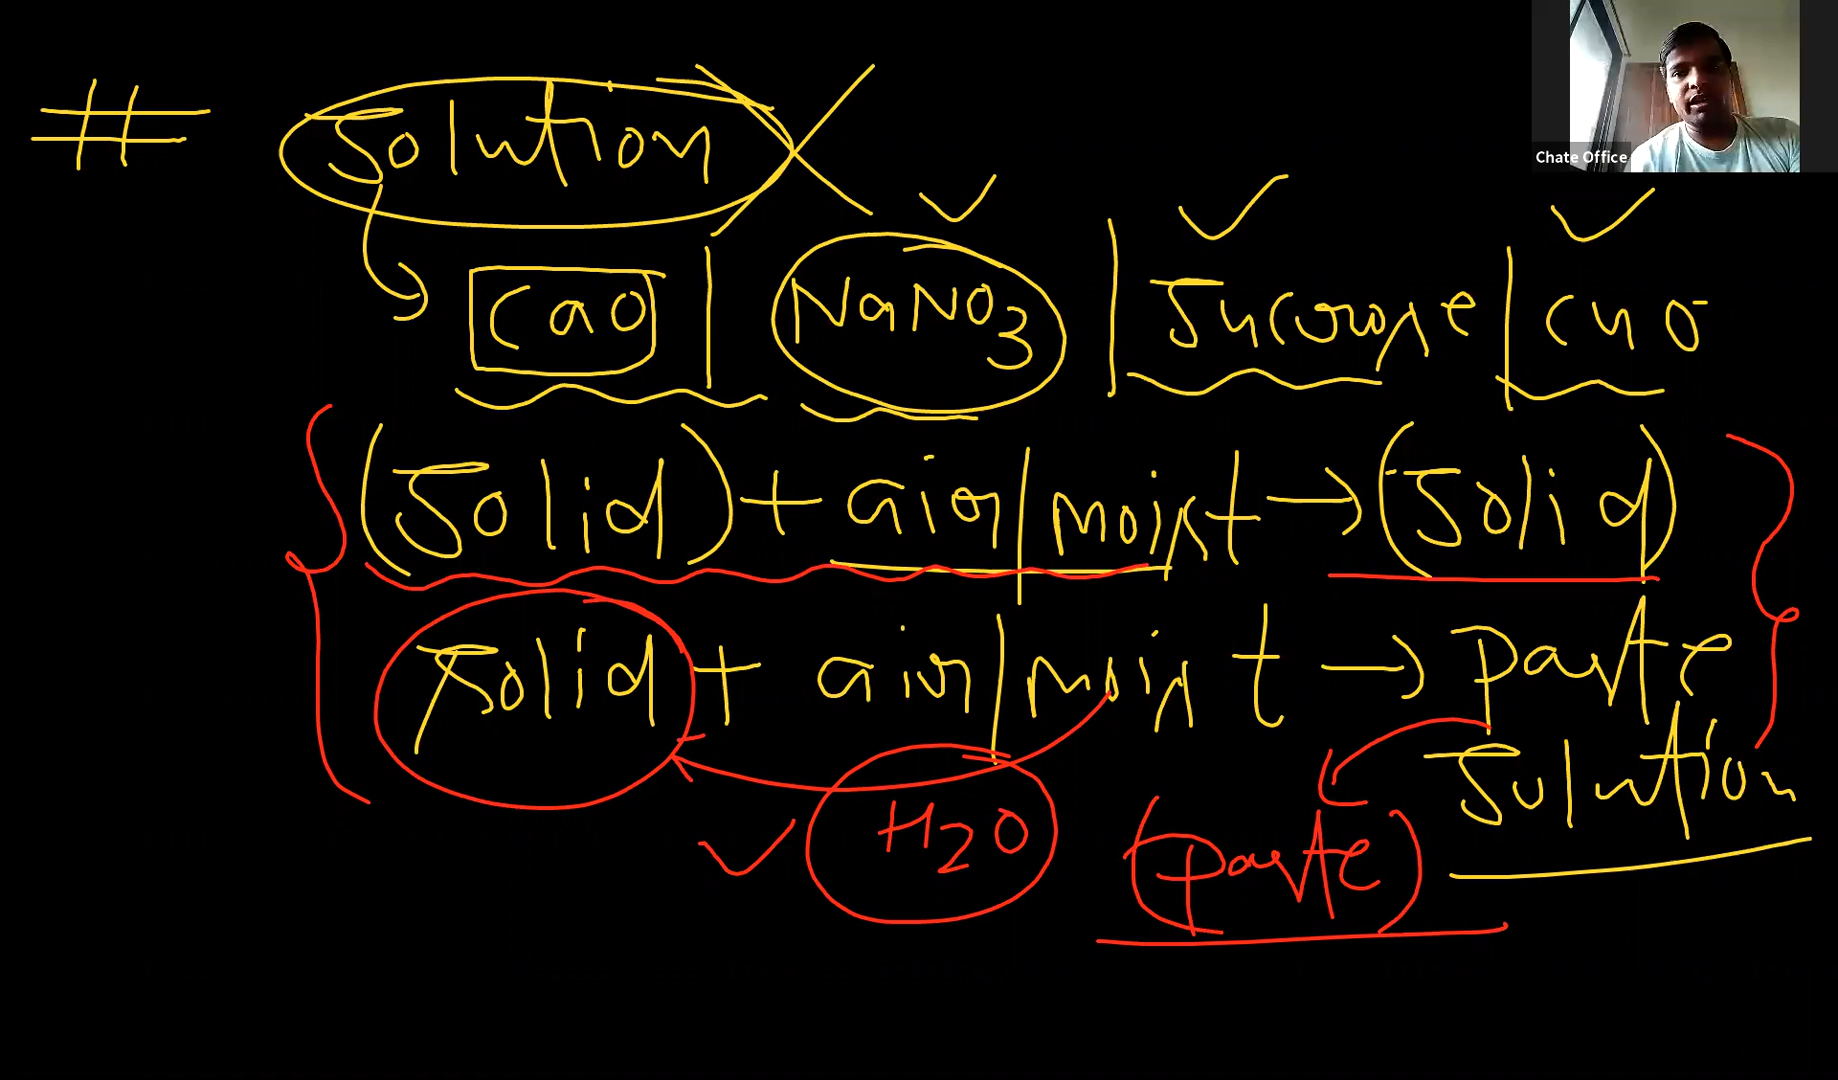 # Solution
Chate Office
CaO | NaNO3 | Sucrose | CuO
(Solid) + air/moist → (Solid)
Solid + air/moist → paste
Solution
H2O
(paste)